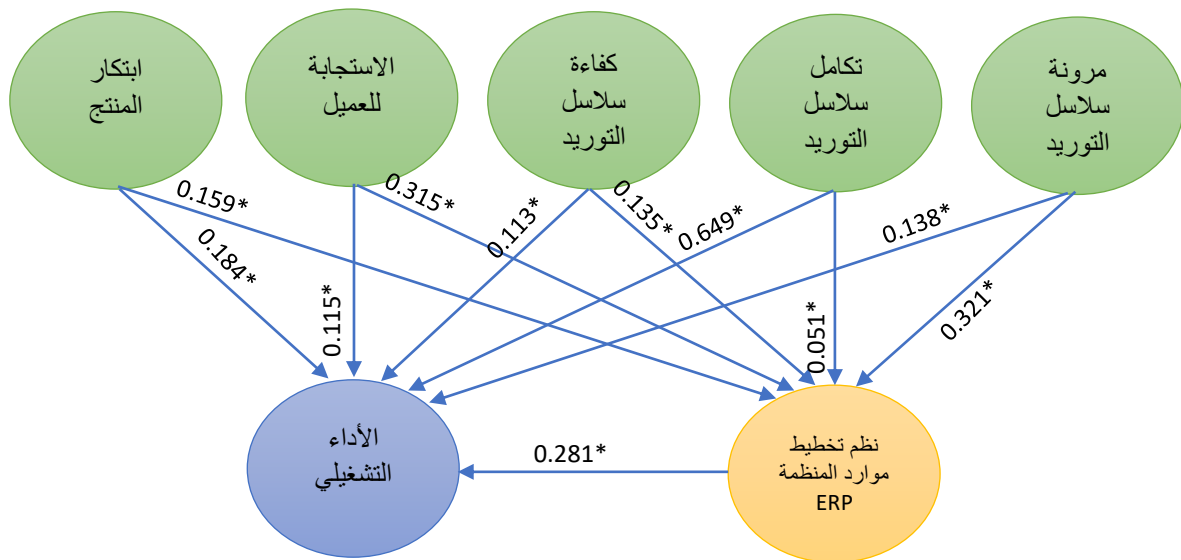 مرونة
سلاسل
التوريد
تكامل
سلاسل
التوريد
كفاءة
سلاسل
التوريد
الاستجابة
للعميل
ابتكار
المنتج
0.159*
0.184*
0.315*
0.115*
0.113*
0.135*
0.649*
0.051*
0.138*
0.321*
نظم تخطيط
موارد المنظمة
ERP
0.281*
الأداء
التشغيلي